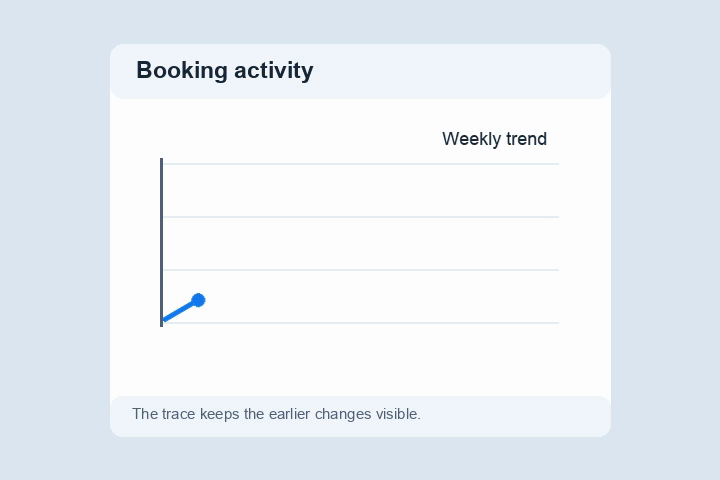 Booking activity
Weekly trend
The trace keeps the earlier changes visible.